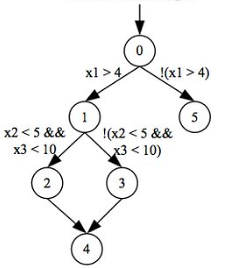 0
x1 > 4
!(x1 > 4)
1
5
x2 < 5 &&
x3 < 10
!(x2 < 5 &&
x3 < 10)
2
3
4